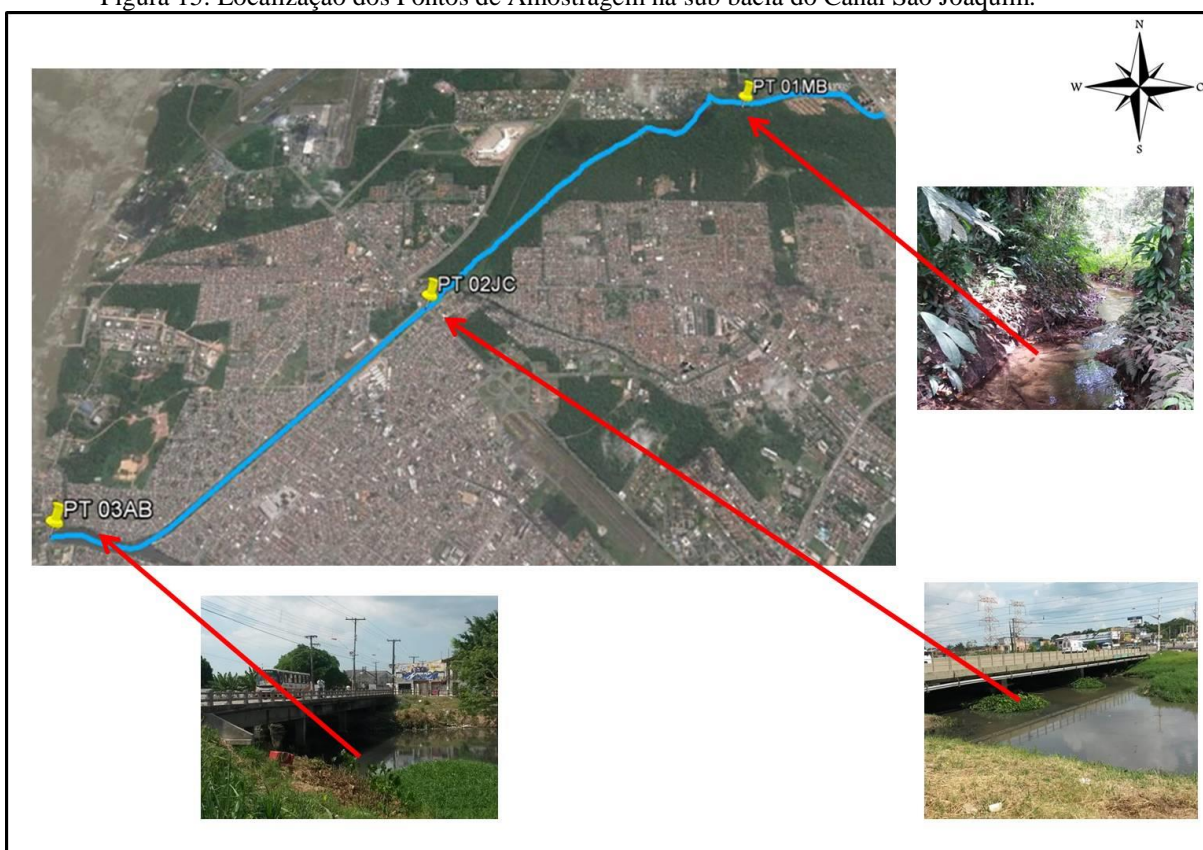 Figura 15: Localização dos Pontos de Amostragem na sub bacia do Canal São Joaquim.
N
W
S
PT 01MB
PT 02JC
PT 03AB